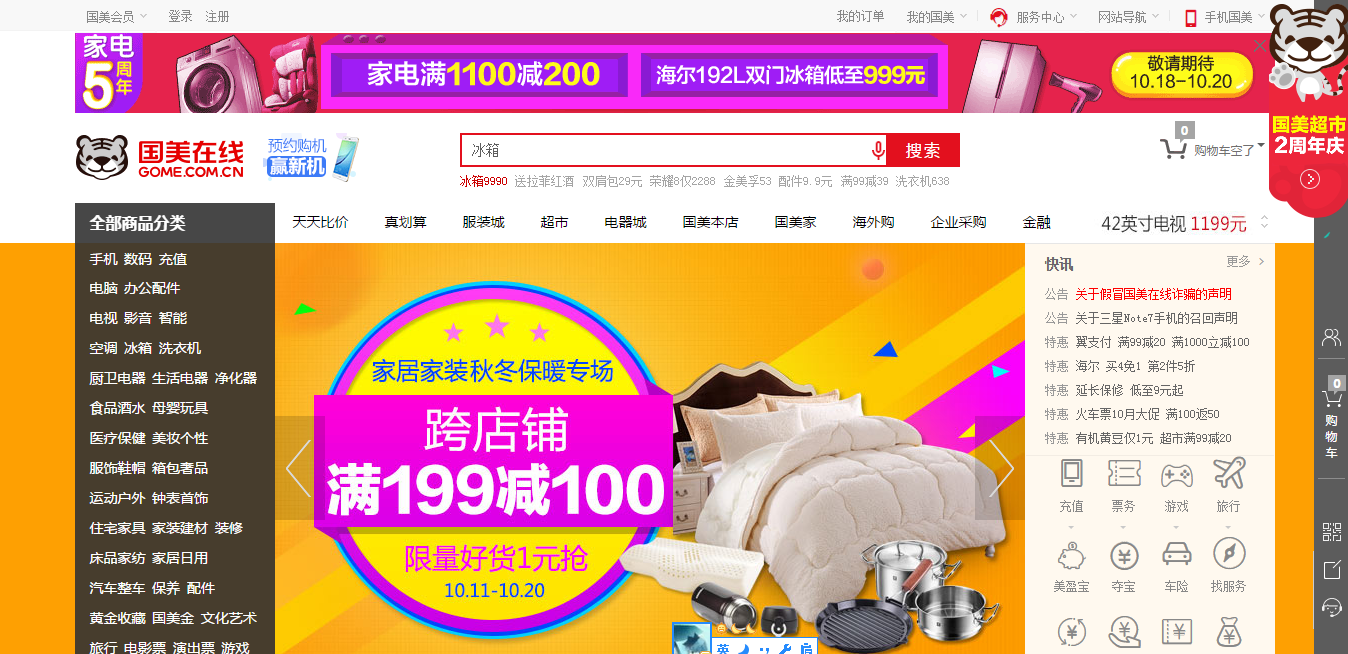 国美会员 登录 注册 我的订单 我的国美 服务中心 网站导航 手机国美
家电
5周年
家电满1100减200
海尔192L双门冰箱低至999元
敬请期待
10.18-10.20
国美超市
2周年庆
国美在线
GOME.COM.CN
预约购机
赢新机
冰箱
搜索
0
购物车空了
冰箱9990 送拉菲红酒 双肩包29元 荣耀8仅2288 金美孚53 配件9.9元 满99减39 洗衣机638
全部商品分类
天天比价 真划算 服装城 超市 电器城 国美本店 国美家 海外购 企业采购 金融
42英寸电视 1199元
手机 数码 充值
电脑 办公配件
电视 影音 智能
空调 冰箱 洗衣机
厨卫电器 生活电器 净化器
食品酒水 母婴玩具
医疗保健 美妆个性
服饰鞋帽 箱包奢品
运动户外 钟表首饰
住宅家具 家装建材 装修
床品家纺 家居日用
汽车整车 保养 配件
黄金收藏 国美金 文化艺术
旅行 电影票 演出票 游戏
家居家装秋冬保暖专场
跨店铺
满199减100
限量好货1元抢
10.11-10.20
快讯
更多
公告 关于假冒国美在线诈骗的声明
公告 关于三星Note7手机的召回声明
特惠 翼支付 满99减20 满1000立减100
特惠 海尔 买4免1 第2件5折
特惠 延长保修 低至9元起
特惠 火车票10月大促 满100返50
特惠 有机黄豆仅1元 超市满99减20
充值 票务 游戏 旅行
美盈宝 夺宝 车险 找服务
0
购物车
英